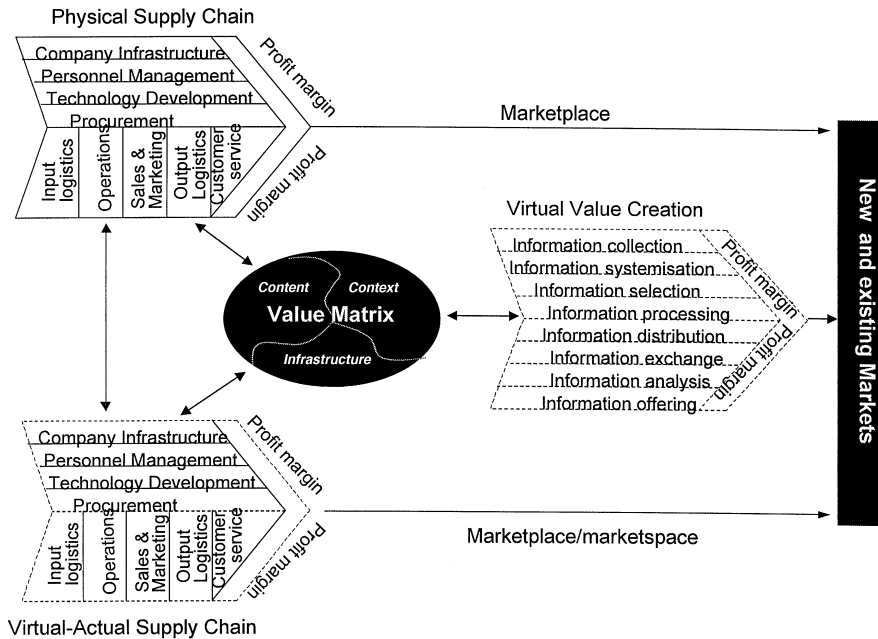 Physical Supply Chain
Company Infrastructure
Personnel Management
Technology Development
Procurement
Input
logistics
Operations
Sales &
Marketing
Output
Logistics
Customer
service
Profit margin
Profit margin
Marketplace
Virtual Value Creation
Information collection
Information systemisation
Information selection
Information processing
Information distribution
Information exchange
Information analysis
Information offering
Profit margin
Profit margin
New and existing Markets
Content
Context
Value Matrix
Infrastructure
Company Infrastructure
Personnel Management
Technology Development
Procurement
Input
logistics
Operations
Sales &
Marketing
Output
Logistics
Customer
service
Profit margin
Profit margin
Marketplace/marketspace
Virtual-Actual Supply Chain